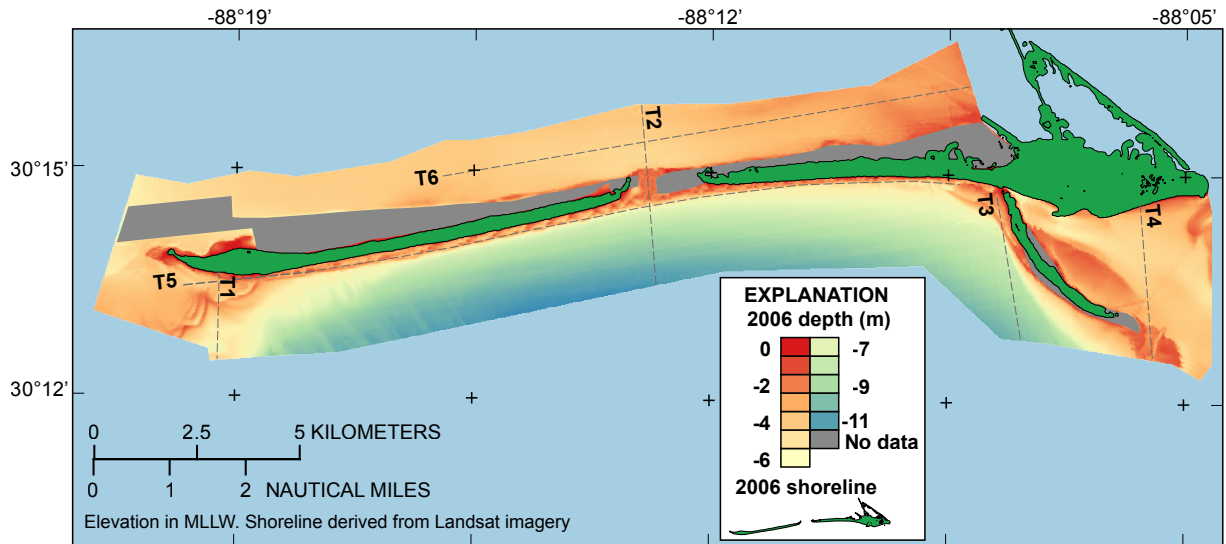 -88°19' -88°12' -88°05'
T2
T6
30°15'
T3
T4
T5
T1
30°12'
EXPLANATION
2006 depth (m)
0 -7
-2 -9
-4 -11
No data
-6
2006 shoreline
0 2.5 5 KILOMETERS
0 1 2 NAUTICAL MILES
Elevation in MLLW. Shoreline derived from Landsat imagery